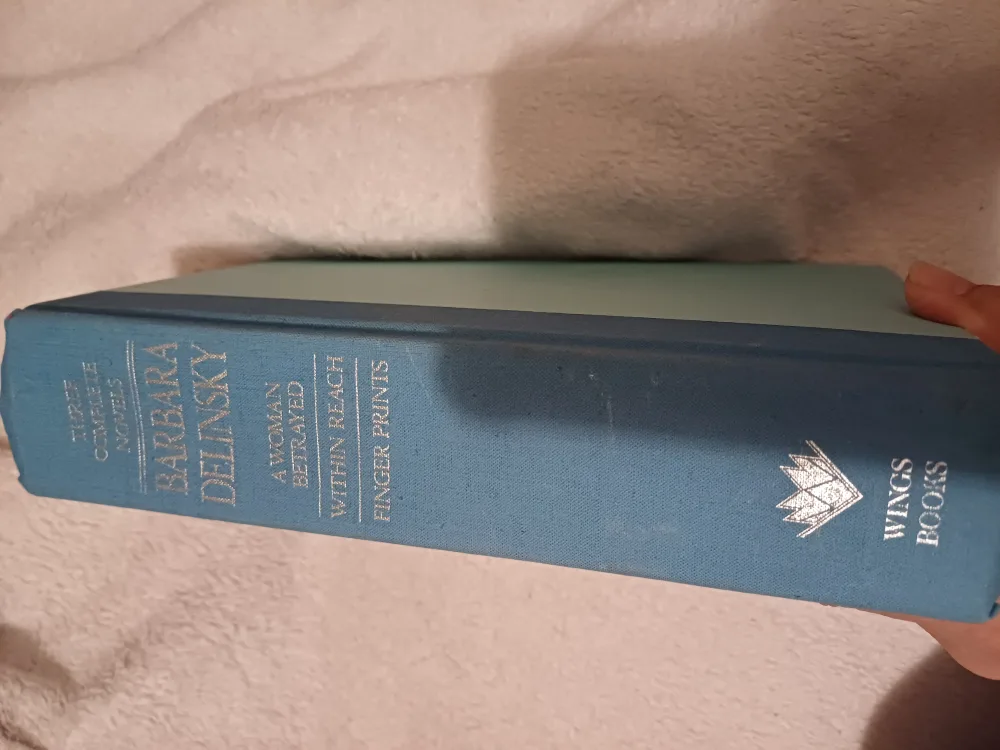 THREE
COMPLETE
NOVELS
BARBARA
DELINSKY
A WOMAN
BETRAYED
WITHIN REACH
FINGER PRINTS
WINGS
BOOKS